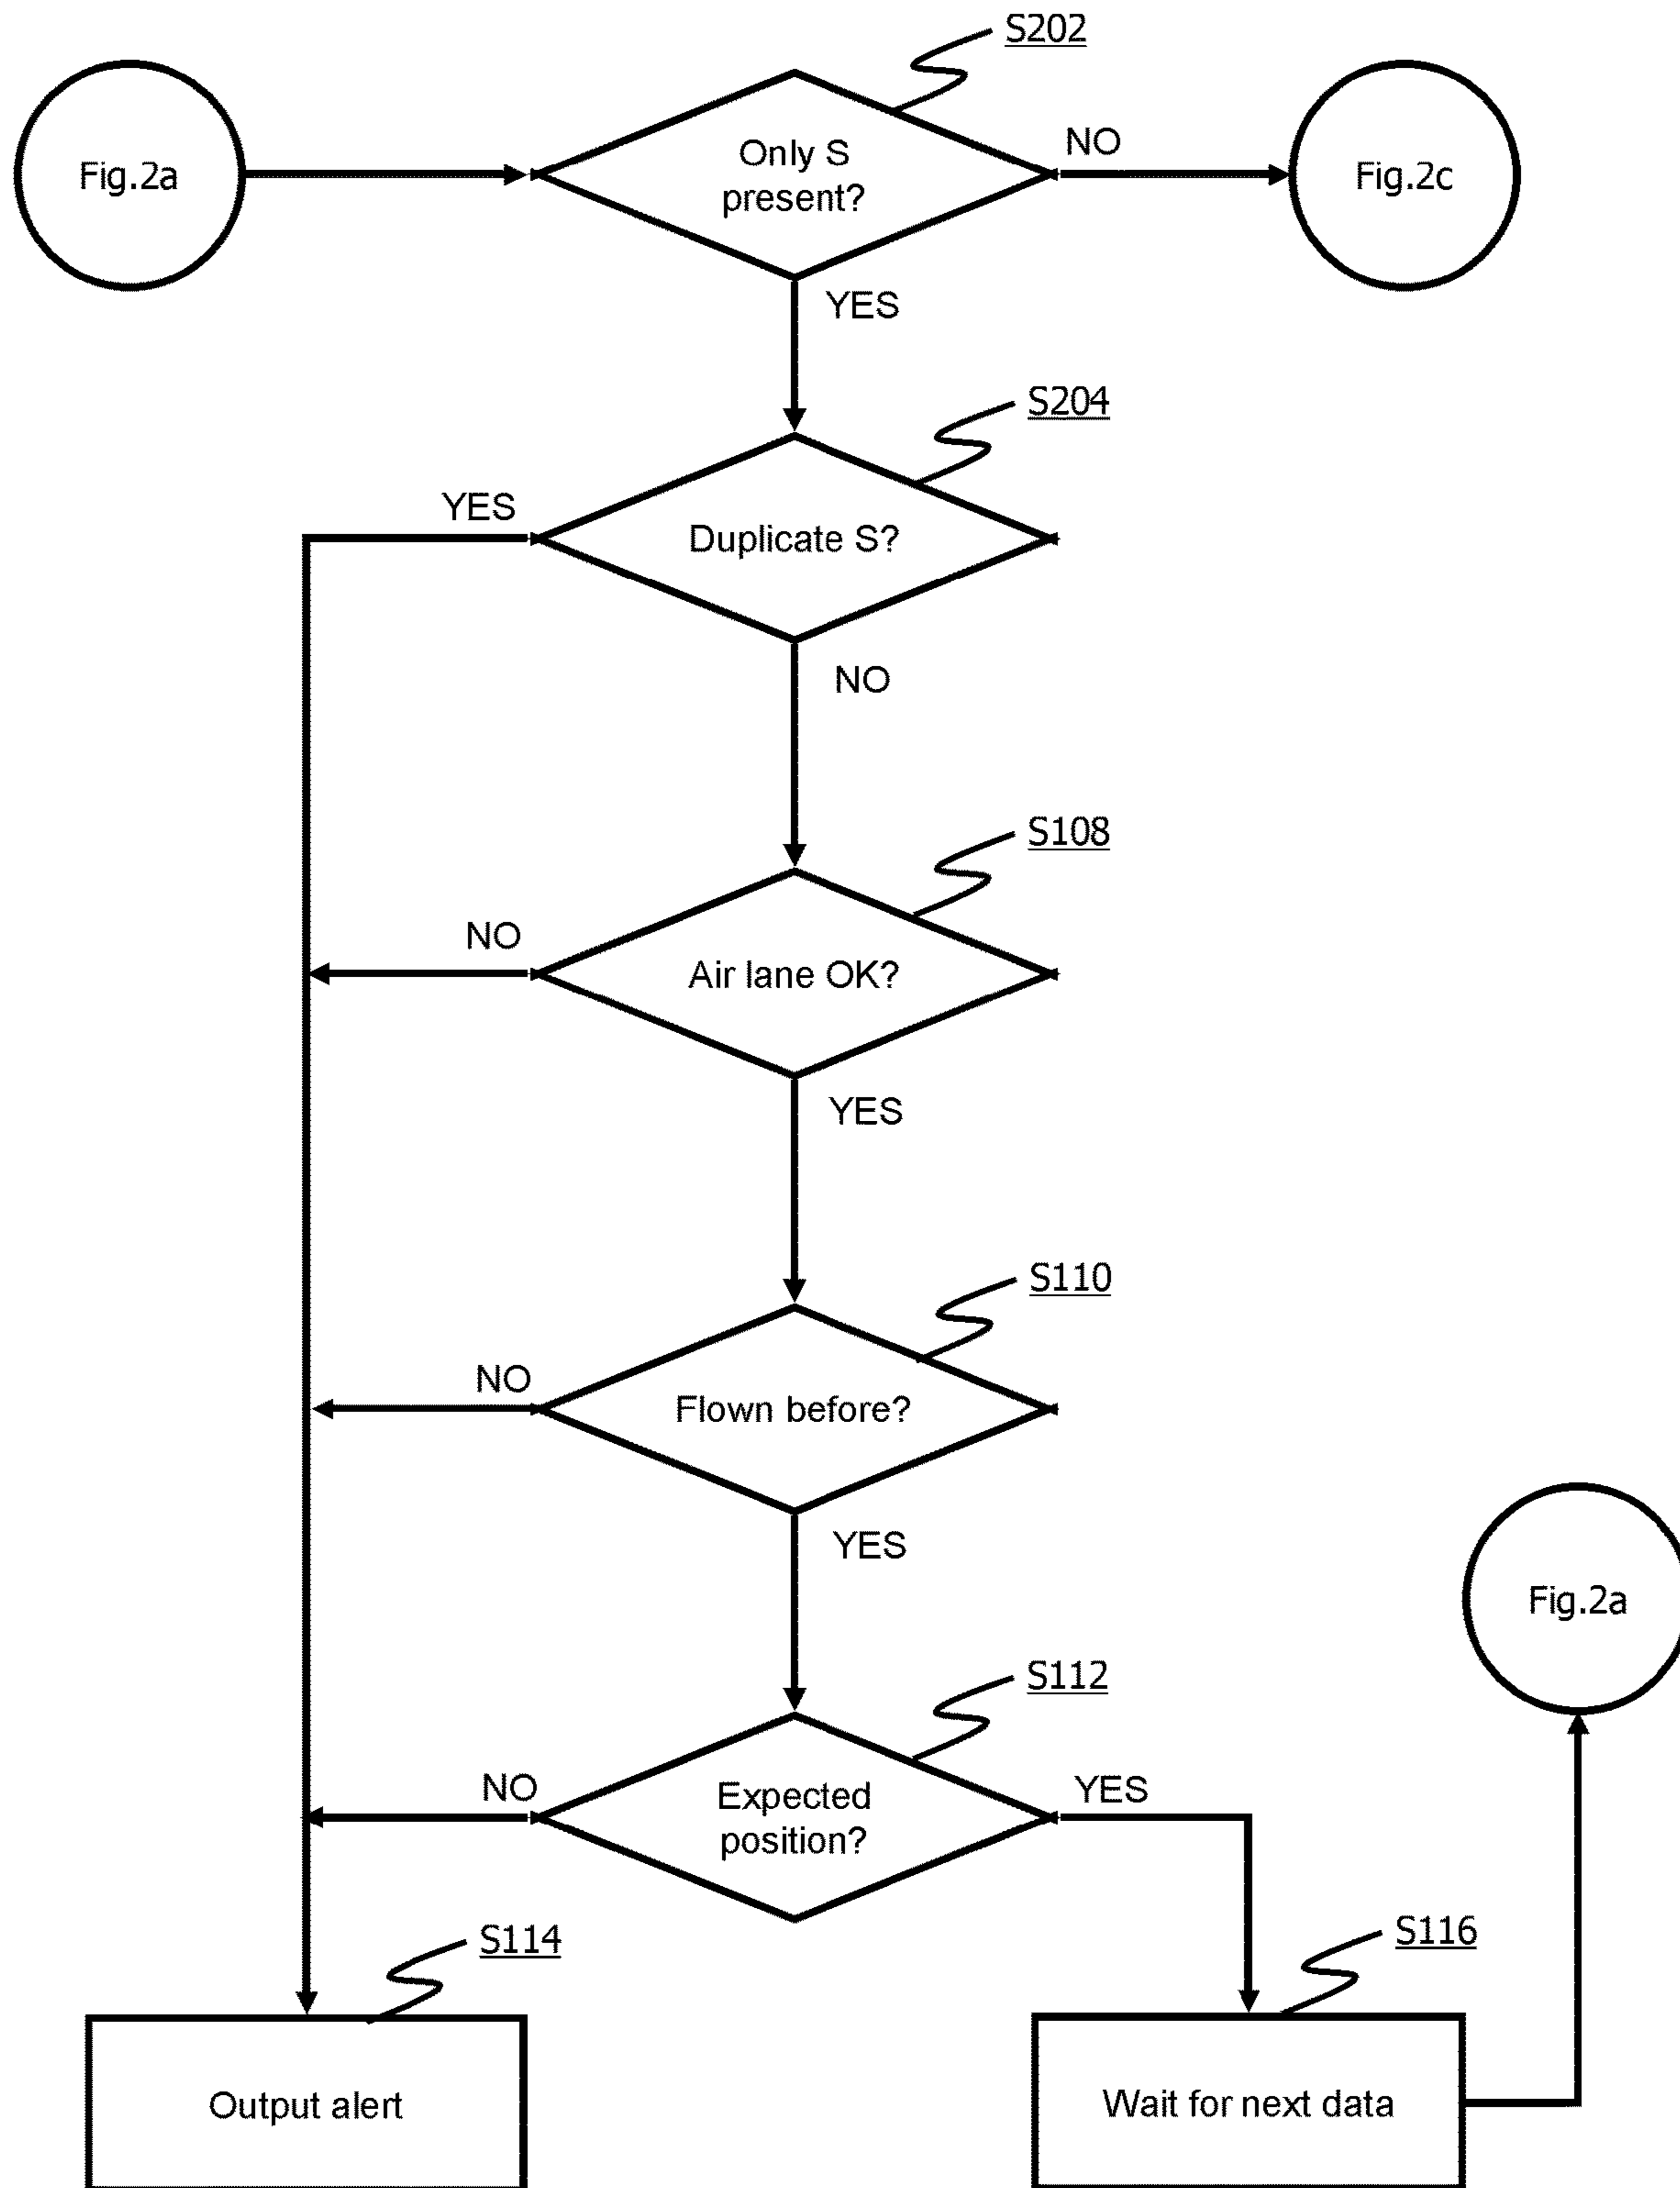 S202
Fig.2a
Only S
present?
NO
Fig.2c
YES
S204
YES
Duplicate S?
NO
S108
NO
Air lane OK?
YES
S110
NO
Flown before?
YES
Fig.2a
S112
NO
Expected
position?
YES
S114
S116
Output alert
Wait for next data